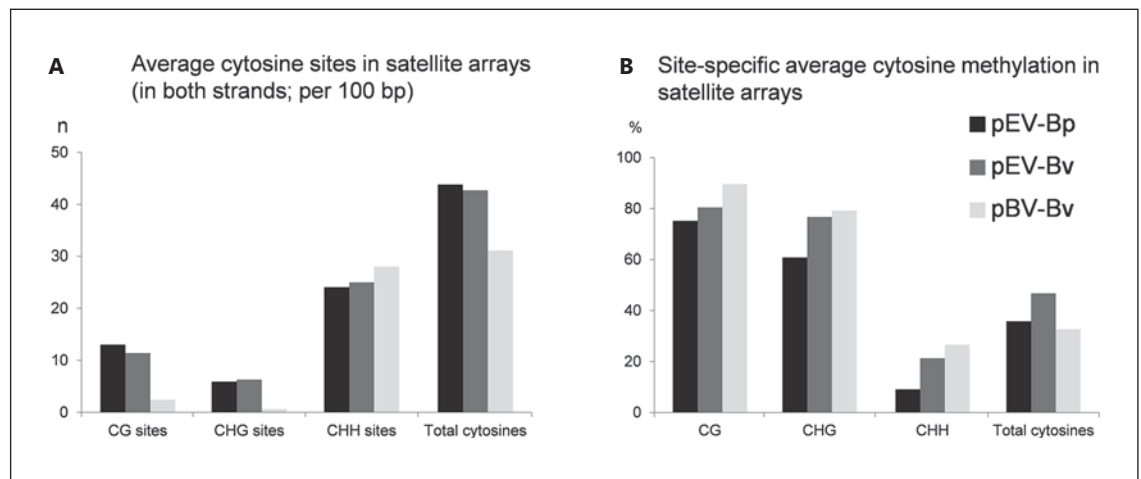 A
Average cytosine sites in satellite arrays
(in both strands; per 100 bp)
n
50
40
30
20
10
0
CG sites
CHG sites
CHH sites
Total cytosines
B
Site-specific average cytosine methylation in
satellite arrays
%
100
80
60
40
20
0
CG
CHG
CHH
Total cytosines
pEV-Bp
pEV-Bv
pBV-Bv